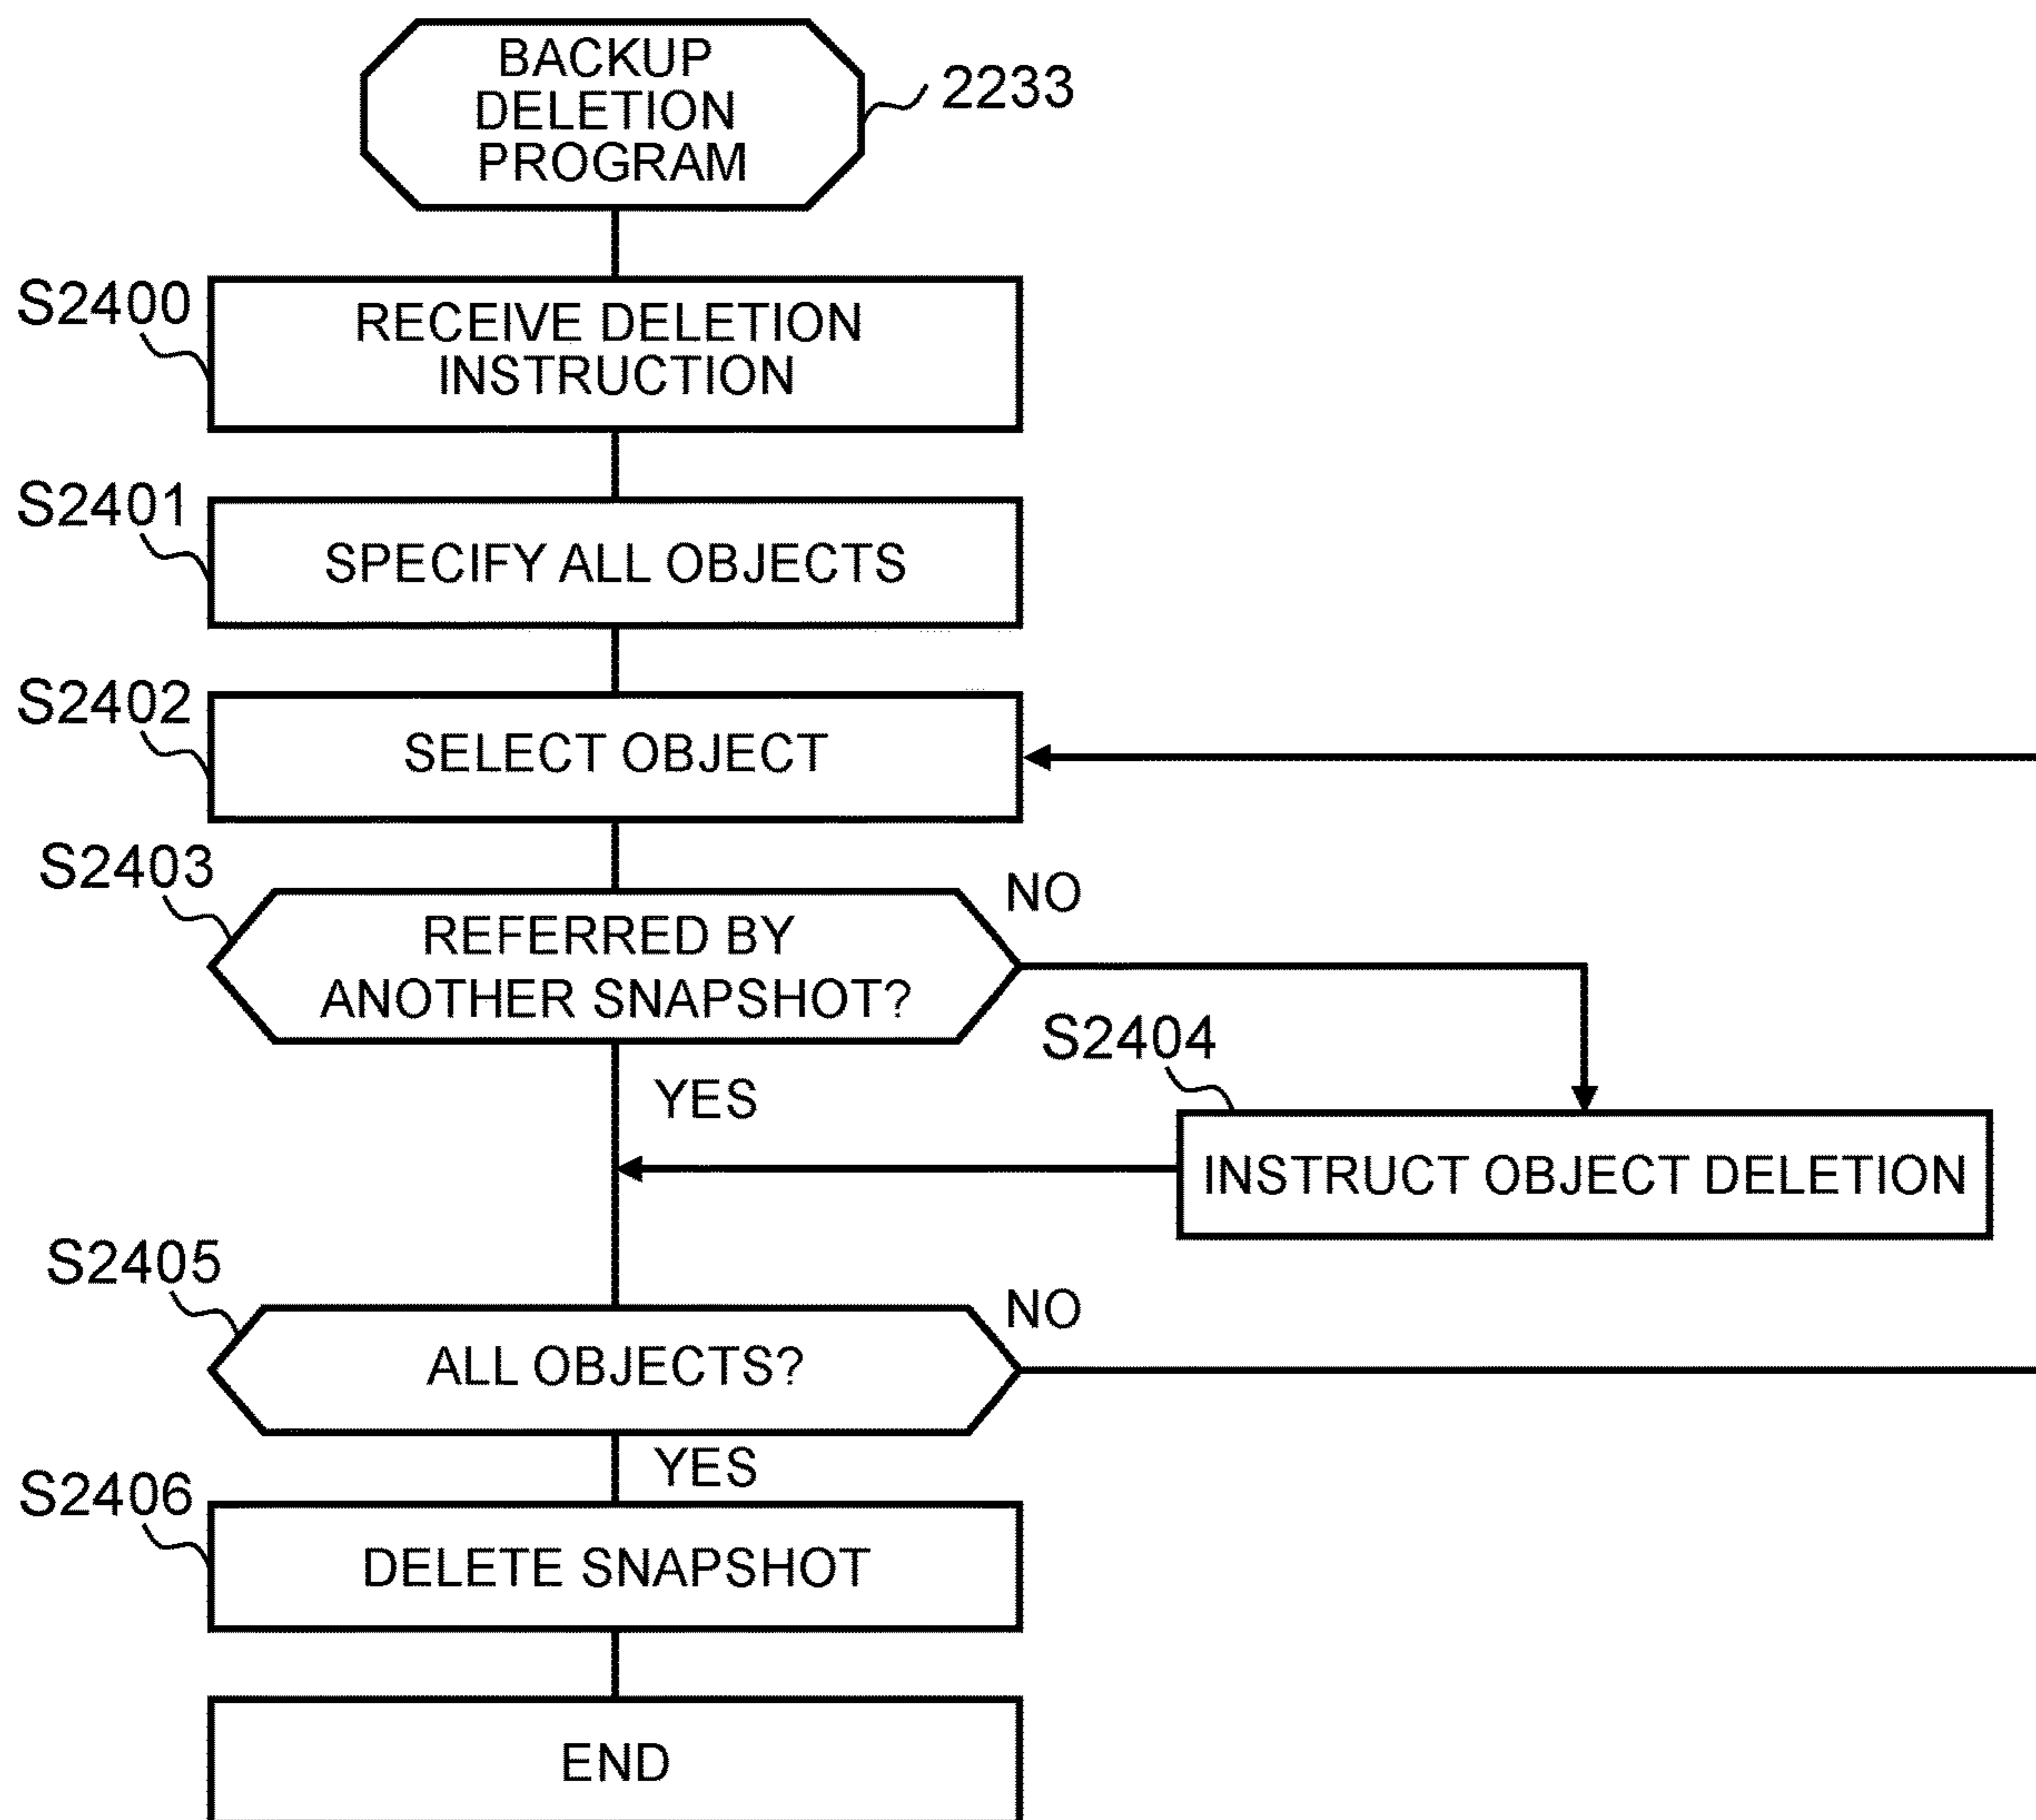 BACKUP
DELETION
PROGRAM
2233
S2400
RECEIVE DELETION
INSTRUCTION
S2401
SPECIFY ALL OBJECTS
S2402
SELECT OBJECT
S2403
REFERRED BY
ANOTHER SNAPSHOT?
NO
YES
S2404
INSTRUCT OBJECT DELETION
S2405
ALL OBJECTS?
NO
YES
S2406
DELETE SNAPSHOT
END